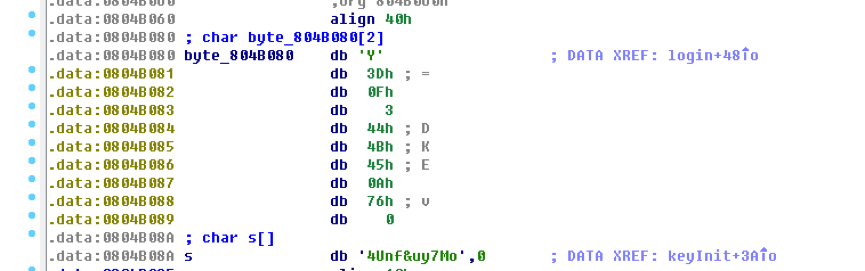 .data:0804B060 ;org 804B060h
.data:0804B060 align 40h
.data:0804B080 ; char byte_804B080[2]
.data:0804B080 byte_804B080 db 'Y' ; DATA XREF: login+48↑o
.data:0804B081 db 3Dh ; =
.data:0804B082 db 0Fh
.data:0804B083 db 3
.data:0804B084 db 44h ; D
.data:0804B085 db 4Bh ; K
.data:0804B086 db 45h ; E
.data:0804B087 db 0Ah
.data:0804B088 db 76h ; v
.data:0804B089 db 0
.data:0804B08A ; char s[]
.data:0804B08A s db '4Unf&uy7Mo',0 ; DATA XREF: keyInit+3A↑o